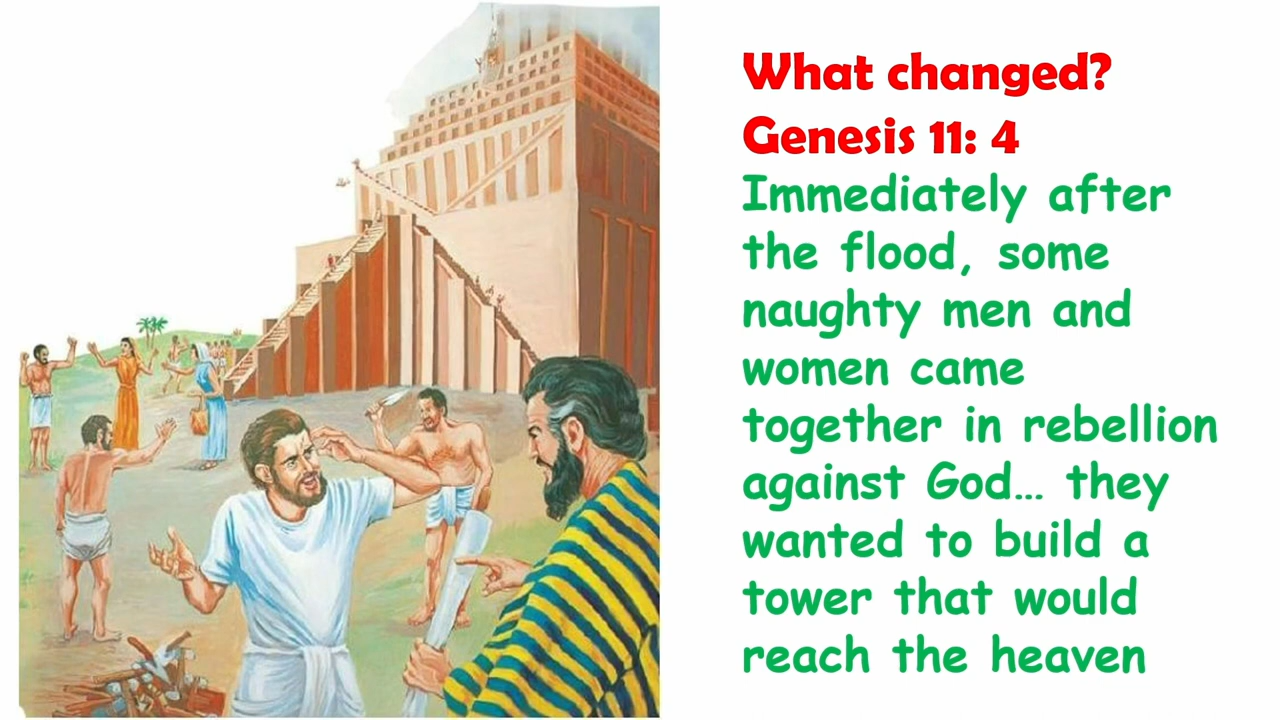 What changed?
Genesis 11: 4
Immediately after
the flood, some
naughty men and
women came
together in rebellion
against God... they
wanted to build a
tower that would
reach the heaven